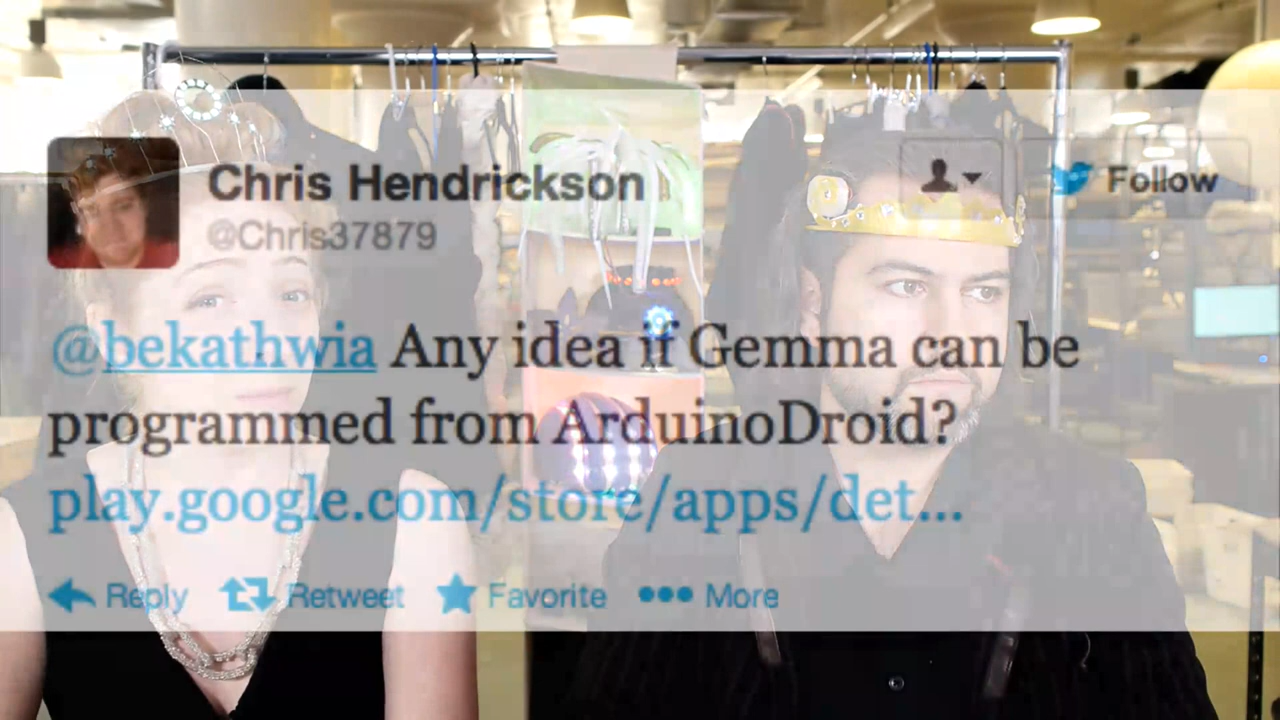 Chris Hendrickson
Follow
@Chris37879
@bekathwia Any idea if Gemma can be
programmed from ArduinoDroid?
play.google.com/store/apps/det...
Reply Retweet Favorite More